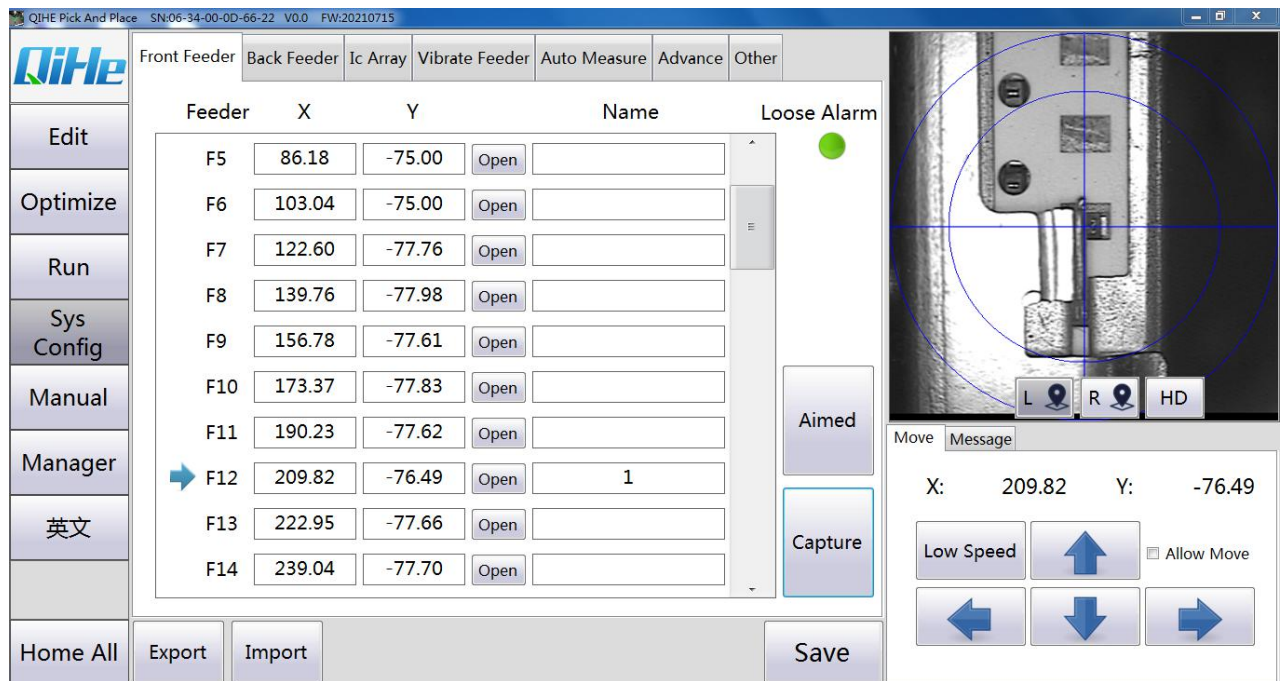 QIHE Pick And Place SN:06-34-00-0D-66-22 V0.0 FW:20210715
QiHe
Edit
Optimize
Run
Sys
Config
Manual
Manager
英文
Home All
Front Feeder Back Feeder Ic Array Vibrate Feeder Auto Measure Advance Other
Feeder X Y Name Loose Alarm
F5 86.18 -75.00 Open
F6 103.04 -75.00 Open
F7 122.60 -77.76 Open
F8 139.76 -77.98 Open
F9 156.78 -77.61 Open
F10 173.37 -77.83 Open
F11 190.23 -77.62 Open
F12 209.82 -76.49 Open 1
F13 222.95 -77.66 Open
F14 239.04 -77.70 Open
Aimed
Capture
Export Import Save
L R HD
Move Message
X: 209.82 Y: -76.49
Low Speed Allow Move